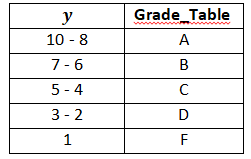 y Grade_Table
10 - 8 A
7 - 6 B
5 - 4 C
3 - 2 D
1 F